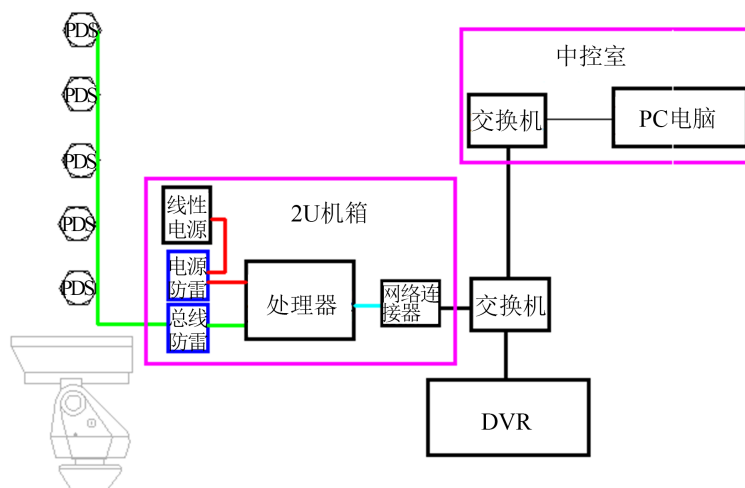 PDS
PDS
PDS
PDS
PDS
中控室
交换机
PC电脑
2U机箱
线性
电源
电源
防雷
总线
防雷
处理器
网络连
接器
交换机
DVR